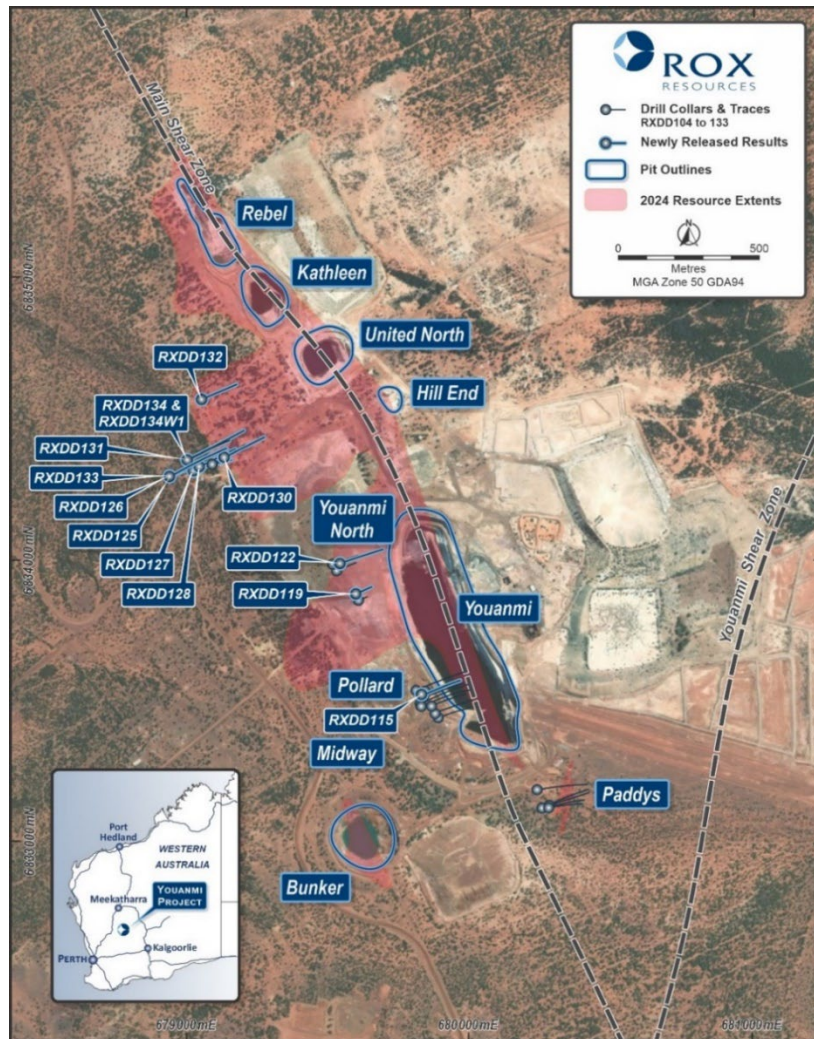 ROX
RESOURCES
Drill Collars & Traces
RXDD104 to 133
Newly Released Results
Pit Outlines
2024 Resource Extents
N
0 500
Metres
MGA Zone 50 GDA94
Main Shear Zone
Rebel
Kathleen
United North
Hill End
6835000mN
RXDD132
RXDD134 &
RXDD134W1
RXDD131
RXDD133
RXDD126
RXDD125
RXDD127
RXDD128
RXDD130
Youanmi
North
RXDD122
RXDD119
6834000mN
Youanmi
Youanmi Shear Zone
Pollard
RXDD115
Midway
Paddys
Bunker
6833000mN
PORT
HEDLAND
WESTERN
AUSTRALIA
MEEKATHARRA
YOUANMI
PROJECT
KALGOORLIE
PERTH
679000mE
680000mE
681000mE